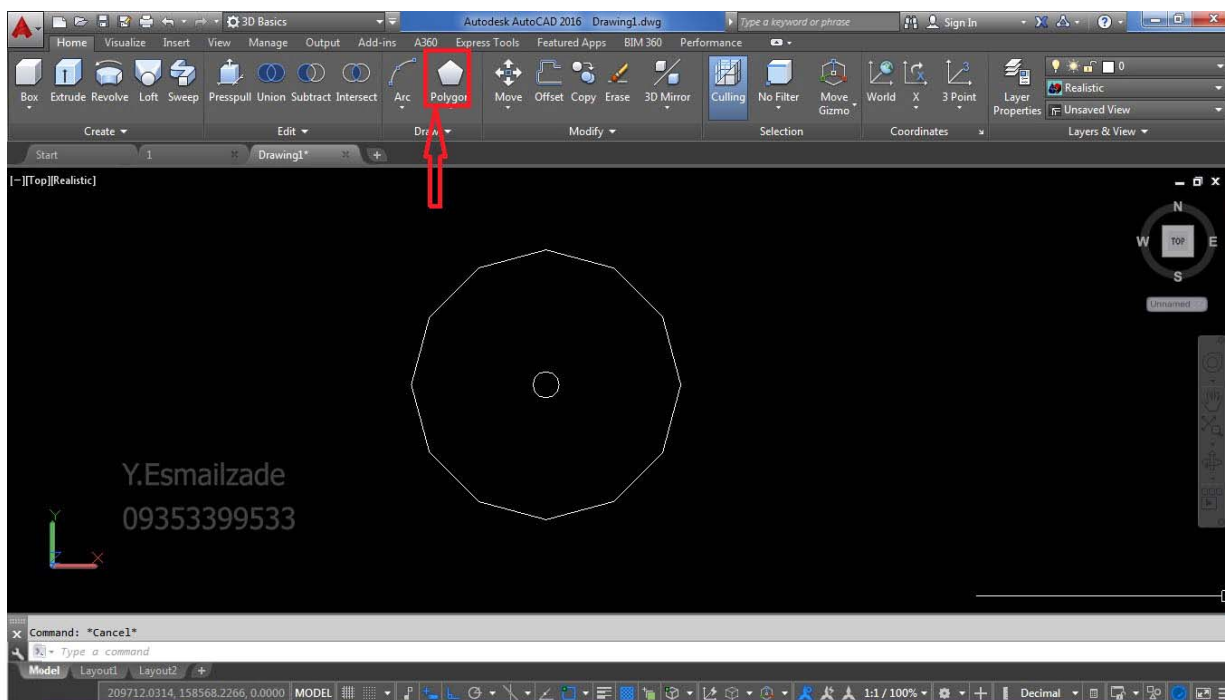 3D Basics
Autodesk AutoCAD 2016 Drawing1.dwg
Type a keyword or phrase
Sign In
Home Visualize Insert View Manage Output Add-ins A360 Express Tools Featured Apps BIM 360 Performance
Box Extrude Revolve Loft Sweep Presspull Union Subtract Intersect Arc Polygon Move Offset Copy Erase 3D Mirror Culling No Filter Move Gizmo World X 3 Point Layer Properties
0
Realistic
Unsaved View
Create Edit Draw Modify Selection Coordinates Layers & View
Start 1 Drawing1* +
[−][Top][Realistic]
N
W TOP E
S
Unnamed
Y.Esmailzade
09353399533
Y
Z X
Command: *Cancel*
Type a command
Model Layout1 Layout2 +
209712.0314, 158568.2266, 0.0000 MODEL 1:1 / 100% Decimal